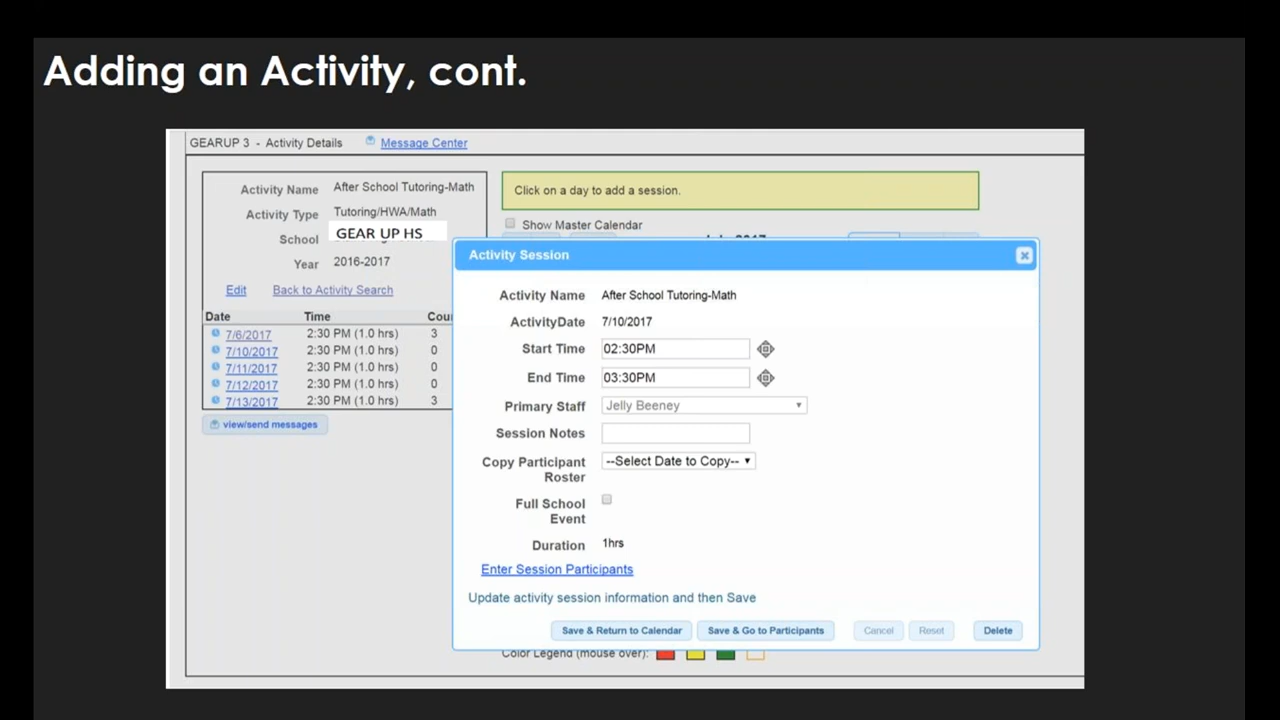 Adding an Activity, cont.
GEARUP 3 - Activity Details
Message Center
Activity Name After School Tutoring-Math
Activity Type Tutoring/HWA/Math
School GEAR UP HS
Year 2016-2017
Edit Back to Activity Search
Date Time Cou
7/6/2017 2:30 PM (1.0 hrs) 3
7/10/2017 2:30 PM (1.0 hrs) 0
7/11/2017 2:30 PM (1.0 hrs) 0
7/12/2017 2:30 PM (1.0 hrs) 0
7/13/2017 2:30 PM (1.0 hrs) 3
view/send messages
Click on a day to add a session.
Show Master Calendar
2017
Activity Session
Activity Name After School Tutoring-Math
ActivityDate 7/10/2017
Start Time 02:30PM
End Time 03:30PM
Primary Staff Jelly Beeney
Session Notes
Copy Participant --Select Date to Copy--
Roster
Full School
Event
Duration 1hrs
Enter Session Participants
Update activity session information and then Save
Save & Return to Calendar Save & Go to Participants Cancel Reset Delete
Color Legend (mouse over):